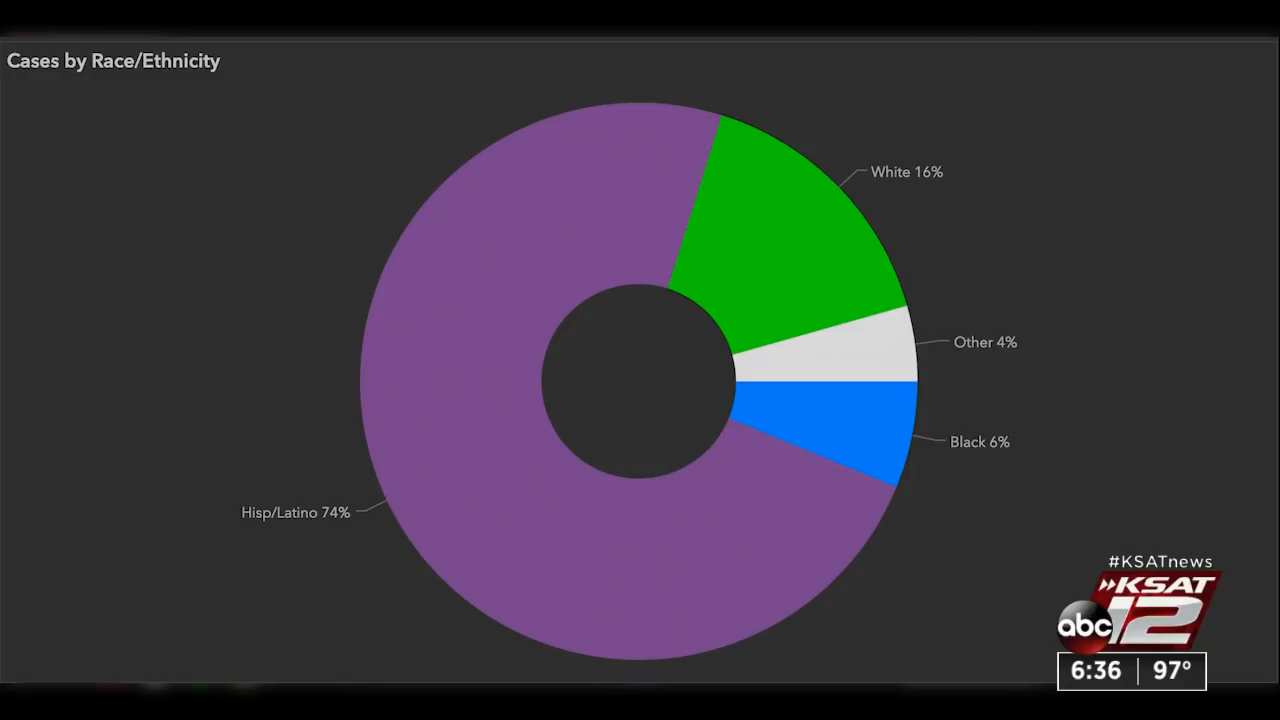 Cases by Race/Ethnicity
White 16%
Other 4%
Black 6%
Hisp/Latino 74%
#KSATnews
KSAT
abc 12
6:36 97°